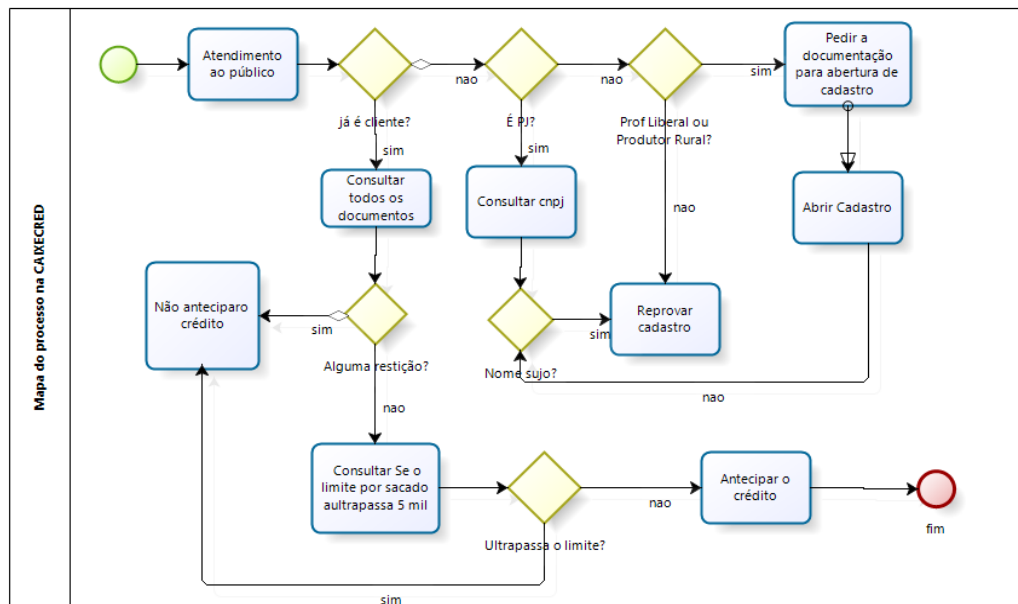 Mapa do processo na CAIXECRED
Atendimento
ao público
já é cliente?
nao
É PJ?
nao
Prof Liberal ou
Produtor Rural?
sim
Pedir a
documentação
para abertura de
cadastro
sim
Consultar
todos os
documentos
sim
Consultar cnpj
nao
Abrir Cadastro
Não anteciparo
crédito
sim
Alguma restição?
Nome sujo?
sim
Reprovar
cadastro
nao
nao
Consultar Se o
limite por sacado
aultrapassa 5 mil
Ultrapassa o limite?
nao
Antecipar o
crédito
fim
sim